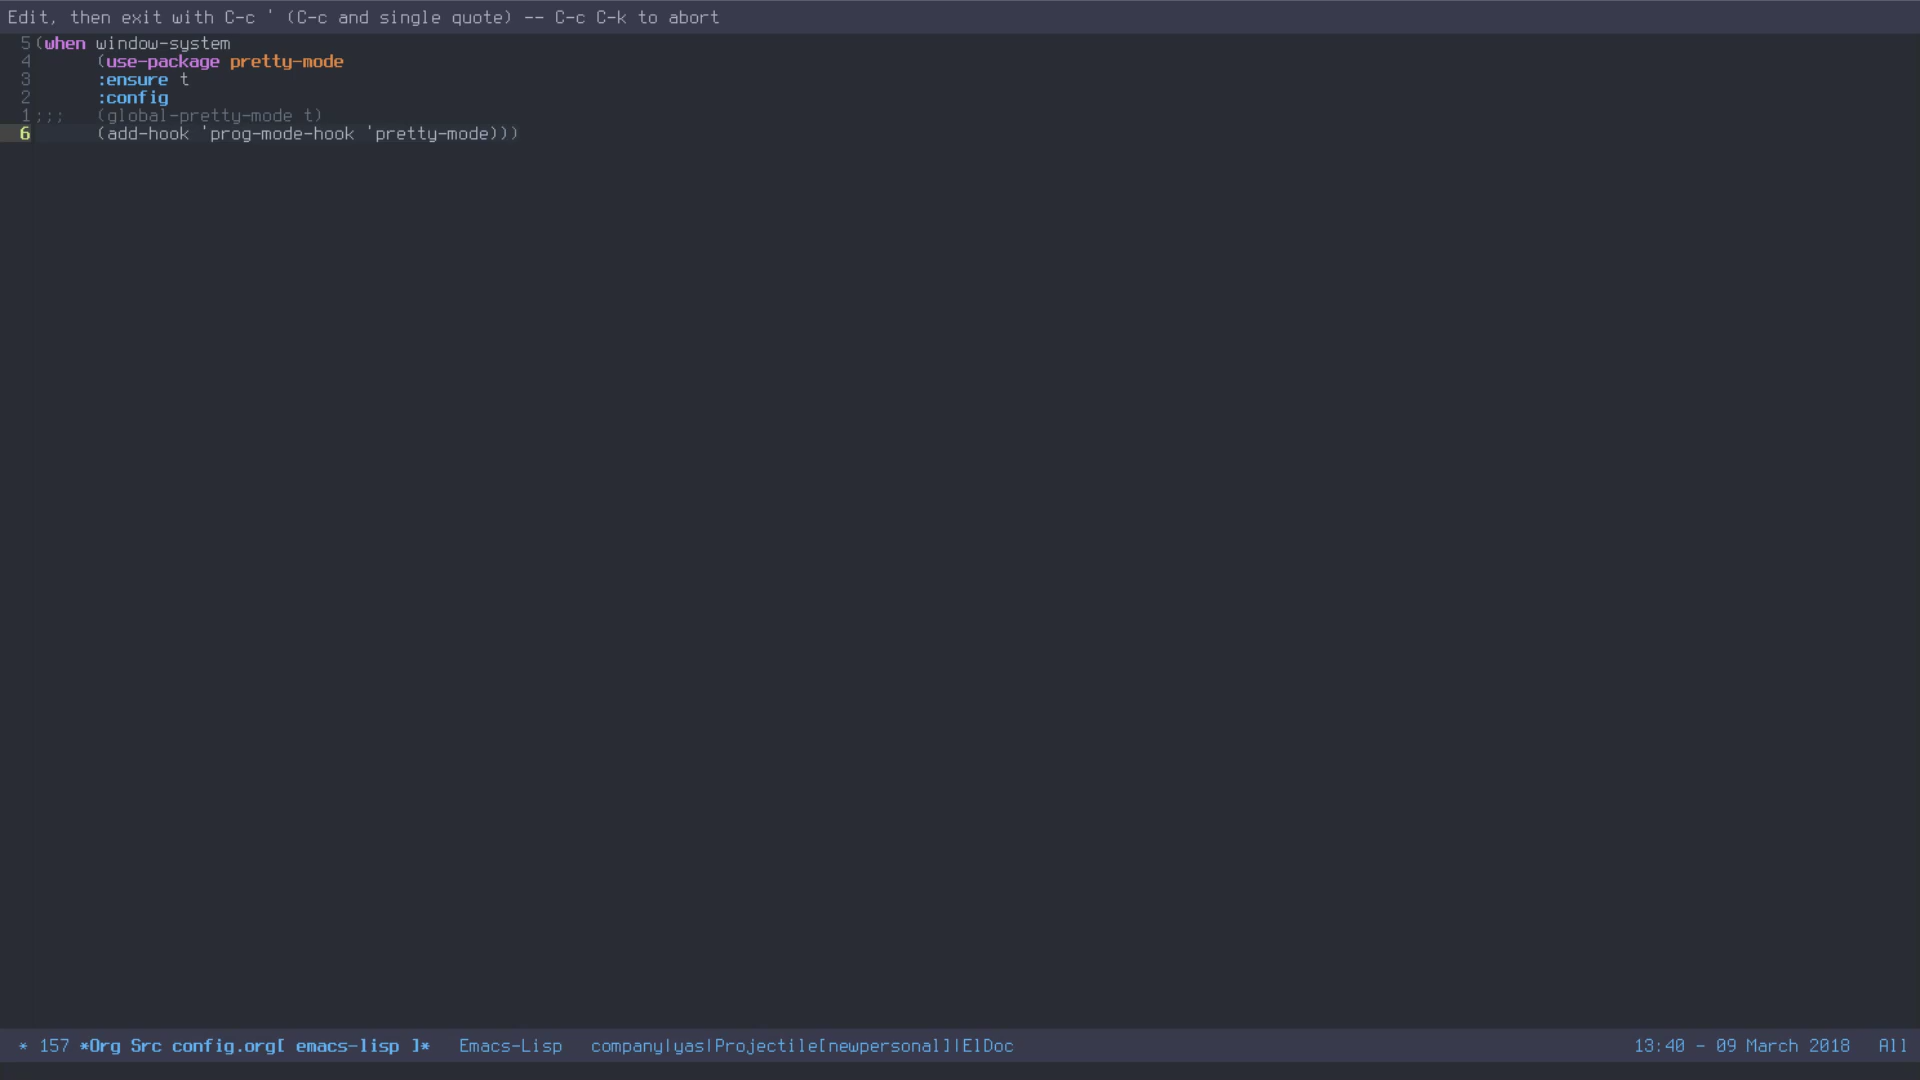 Edit, then exit with C-c ' (C-c and single quote) -- C-c C-k to abort
5(when window-system
4 (use-package pretty-mode
3 :ensure t
2 :config
1;;; (global-pretty-mode t)
6 (add-hook 'prog-mode-hook 'pretty-mode)))
* 157 *Org Src config.org[ emacs-lisp ]* Emacs-Lisp company|yas|Projectile[newpersonal]|ElDoc 13:40 - 09 March 2018 All